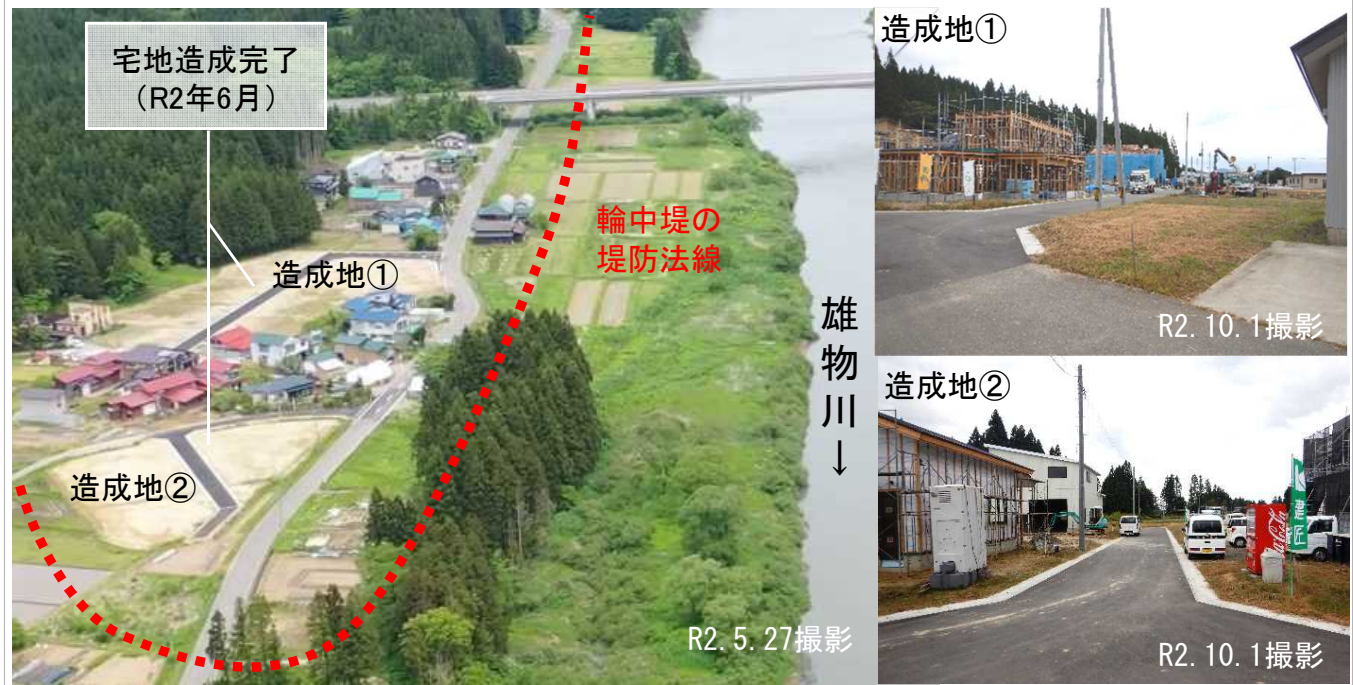 宅地造成完了
（R2年6月）
造成地①
輪中堤の
堤防法線
造成地②
雄物川→
R2.5.27撮影
造成地①
R2.10.1撮影
造成地②
Coca-Cola
R2.10.1撮影